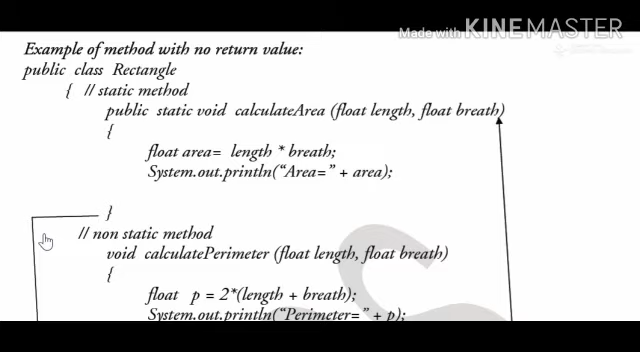 Made with KINEMASTER
Example of method with no return value:
public class Rectangle
{ // static method
public static void calculateArea (float length, float breath)
{
float area= length * breath;
System.out.println(“Area=” + area);
}
// non static method
void calculatePerimeter (float length, float breath)
{
float p = 2*(length + breath);
System.out.println(“Perimeter=” + p);